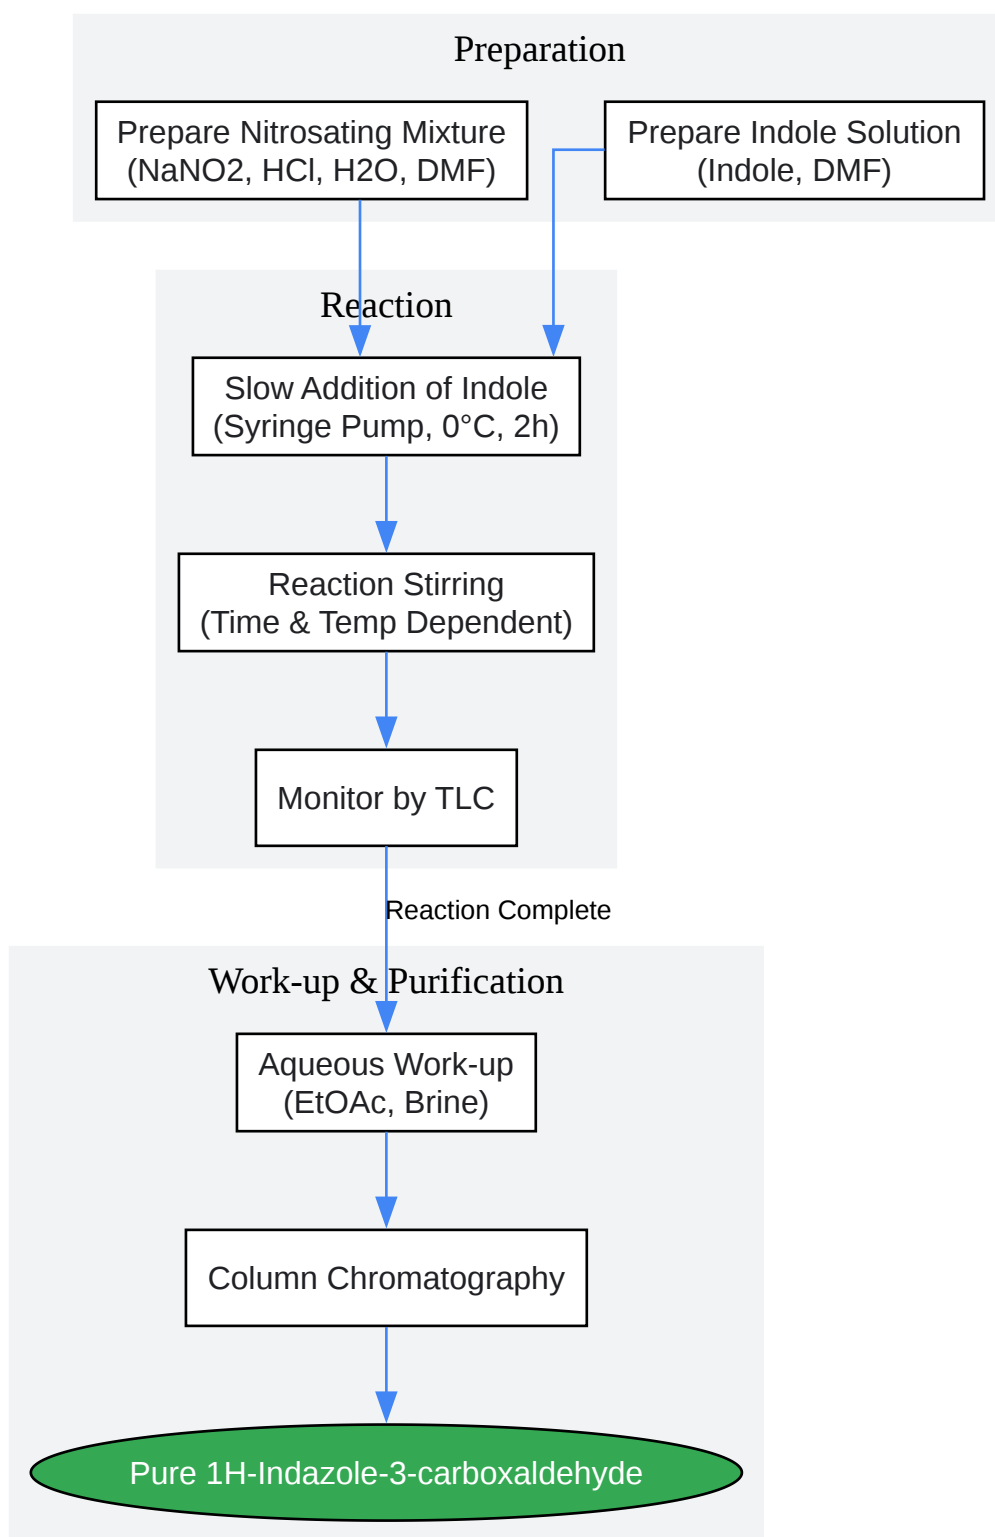 Preparation
Prepare Nitrosating Mixture
(NaNO2, HCl, H2O, DMF)
Prepare Indole Solution
(Indole, DMF)
Reaction
Slow Addition of Indole
(Syringe Pump, 0°C, 2h)
Reaction Stirring
(Time & Temp Dependent)
Monitor by TLC
Reaction Complete
Work-up & Purification
Aqueous Work-up
(EtOAc, Brine)
Column Chromatography
Pure 1H-Indazole-3-carboxaldehyde